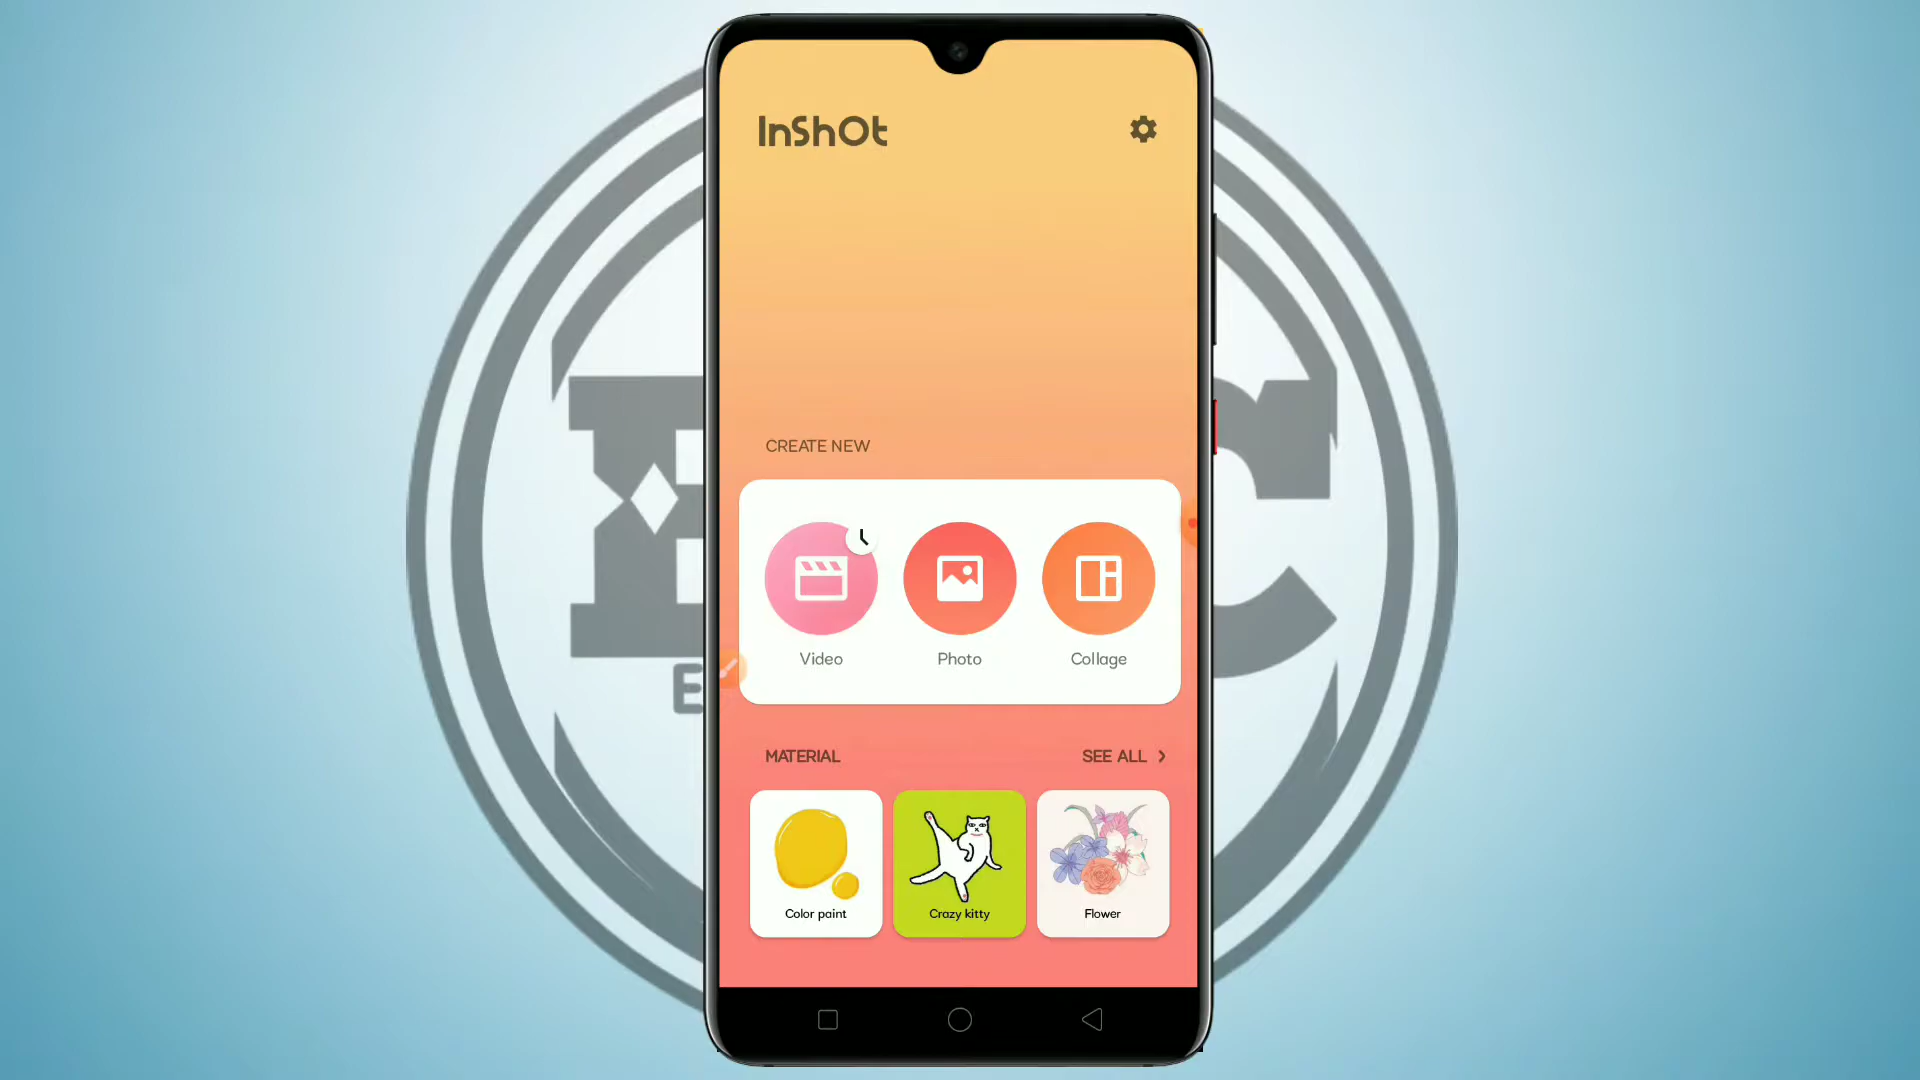 InShOt
CREATE NEW
Video
Photo
Collage
MATERIAL
SEE ALL
Color paint
Crazy kitty
Flower
C
E